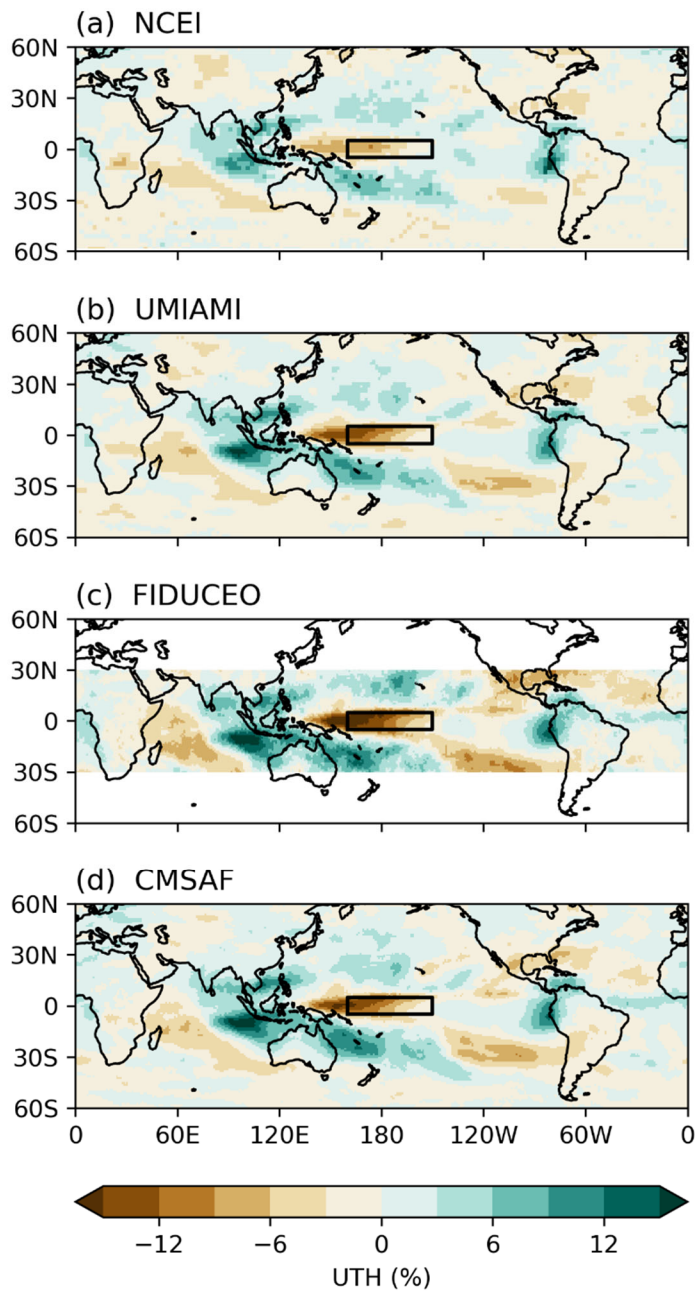 (a) NCEI
60N
30N
0
30S
60S
(b) UMIAMI
60N
30N
0
30S
60S
(c) FIDUCEO
60N
30N
0
30S
60S
(d) CMSAF
60N
30N
0
30S
60S
0 60E 120E 180 120W 60W 0
−12 −6 0 6 12
UTH (%)